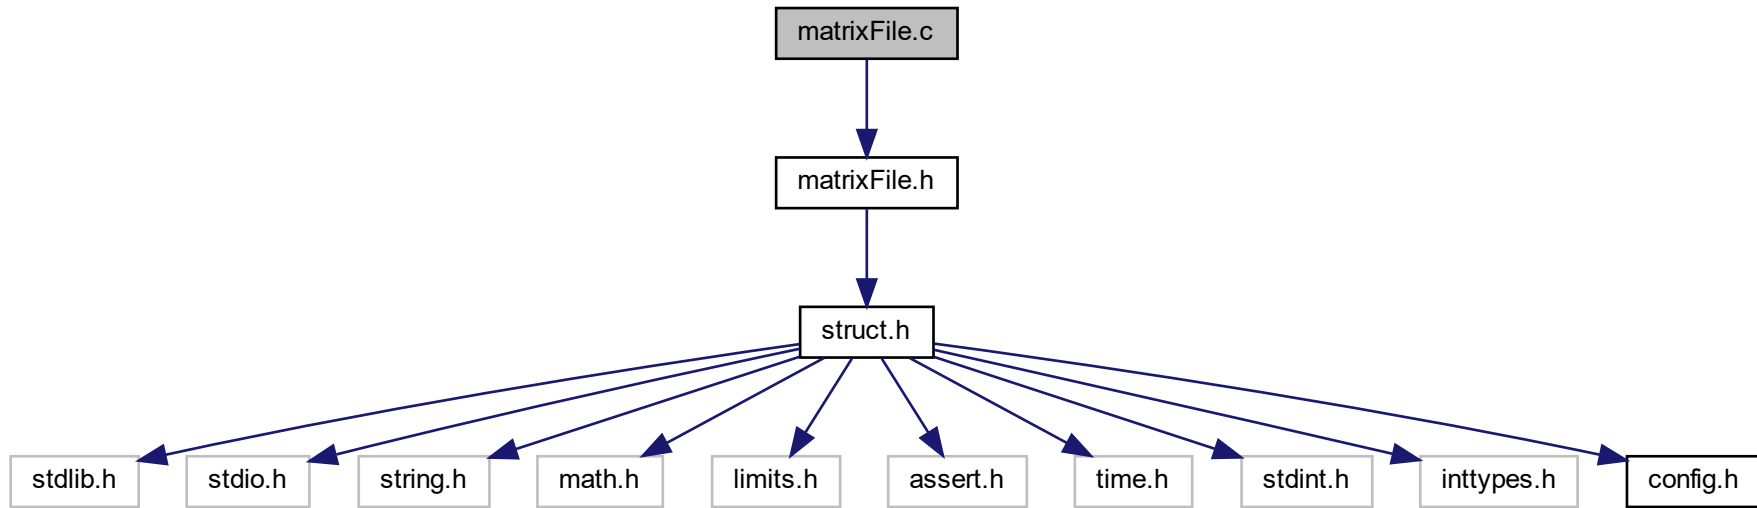 matrixFile.c
matrixFile.h
struct.h
stdlib.h
stdio.h
string.h
math.h
limits.h
assert.h
time.h
stdint.h
inttypes.h
config.h